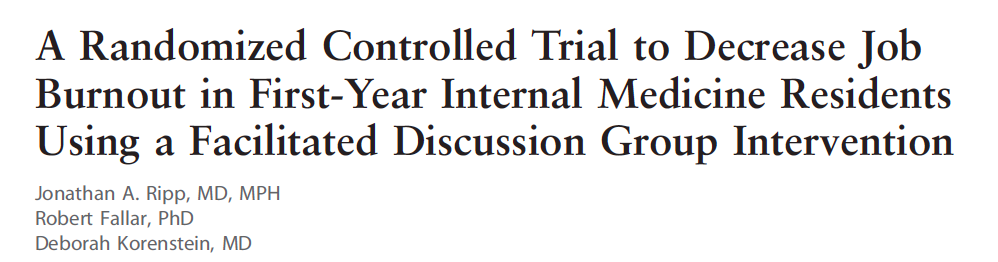 A Randomized Controlled Trial to Decrease Job
Burnout in First-Year Internal Medicine Residents
Using a Facilitated Discussion Group Intervention
Jonathan A. Ripp, MD, MPH
Robert Fallar, PhD
Deborah Korenstein, MD